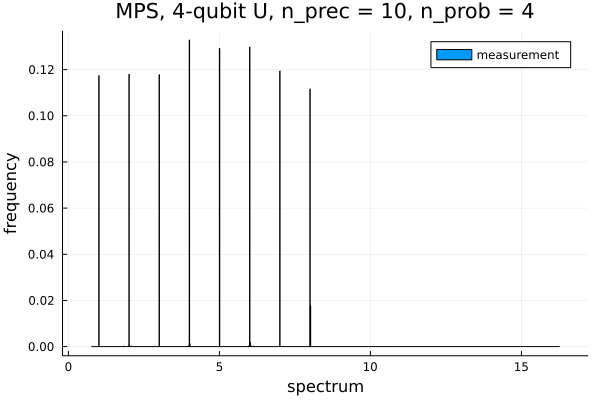 MPS, 4-qubit U, n_prec = 10, n_prob = 4
measurement
0.12
0.10
0.08
0.06
0.04
0.02
0.00
frequency
0
5
10
15
spectrum